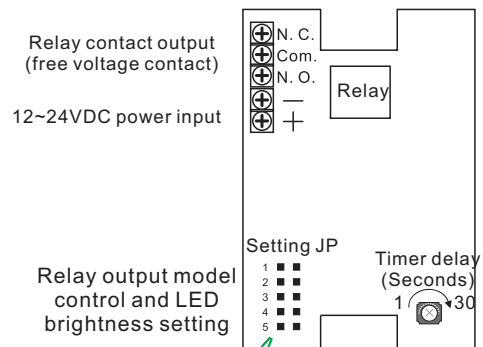 Relay contact output
(free voltage contact)
12~24VDC power input
N. C.
Com.
N. O.
—
+
Relay
Setting JP
1
2
3
4
5
Relay output model
control and LED
brightness setting
Timer delay
(Seconds)
1 30